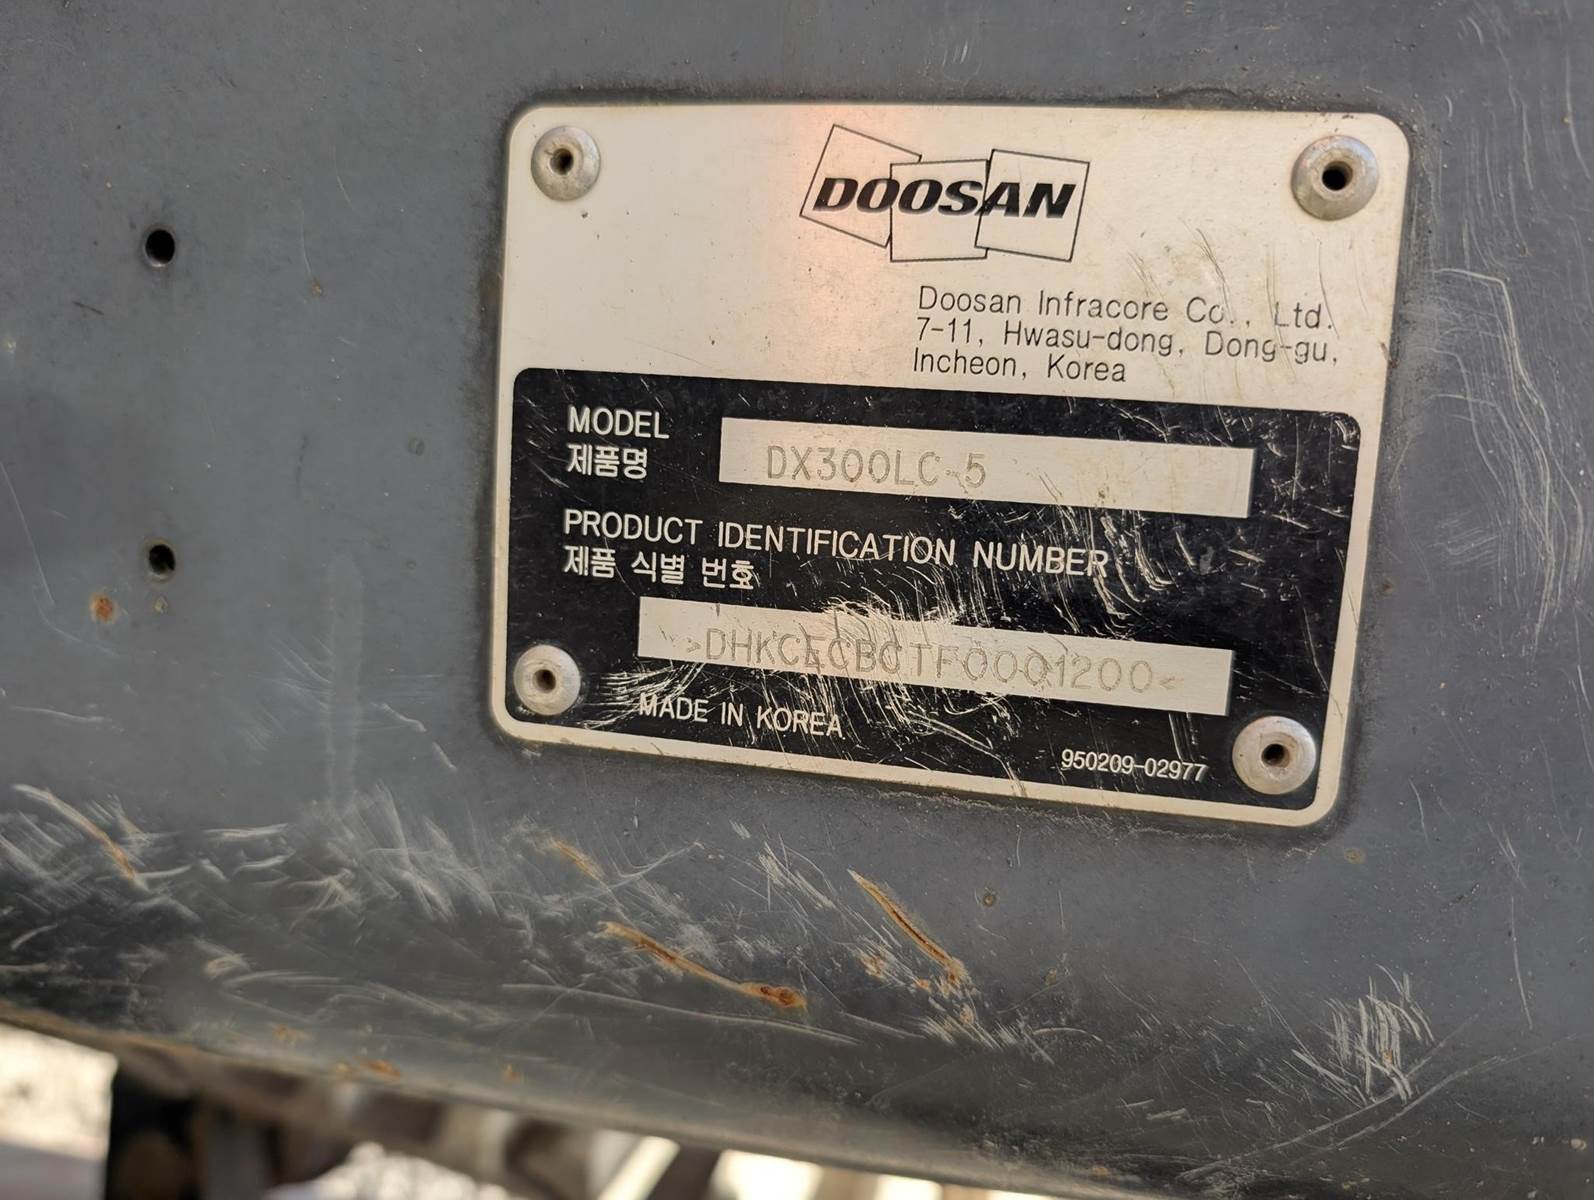 DOOSAN
Doosan Infracore Co., Ltd.
7-11, Hwasu-dong, Dong-gu,
Incheon, Korea
MODEL
제품명
DX300LC-5
PRODUCT IDENTIFICATION NUMBER
제품 식별 번호
>DHKCECBCTF0001200<
MADE IN KOREA
950209-02977